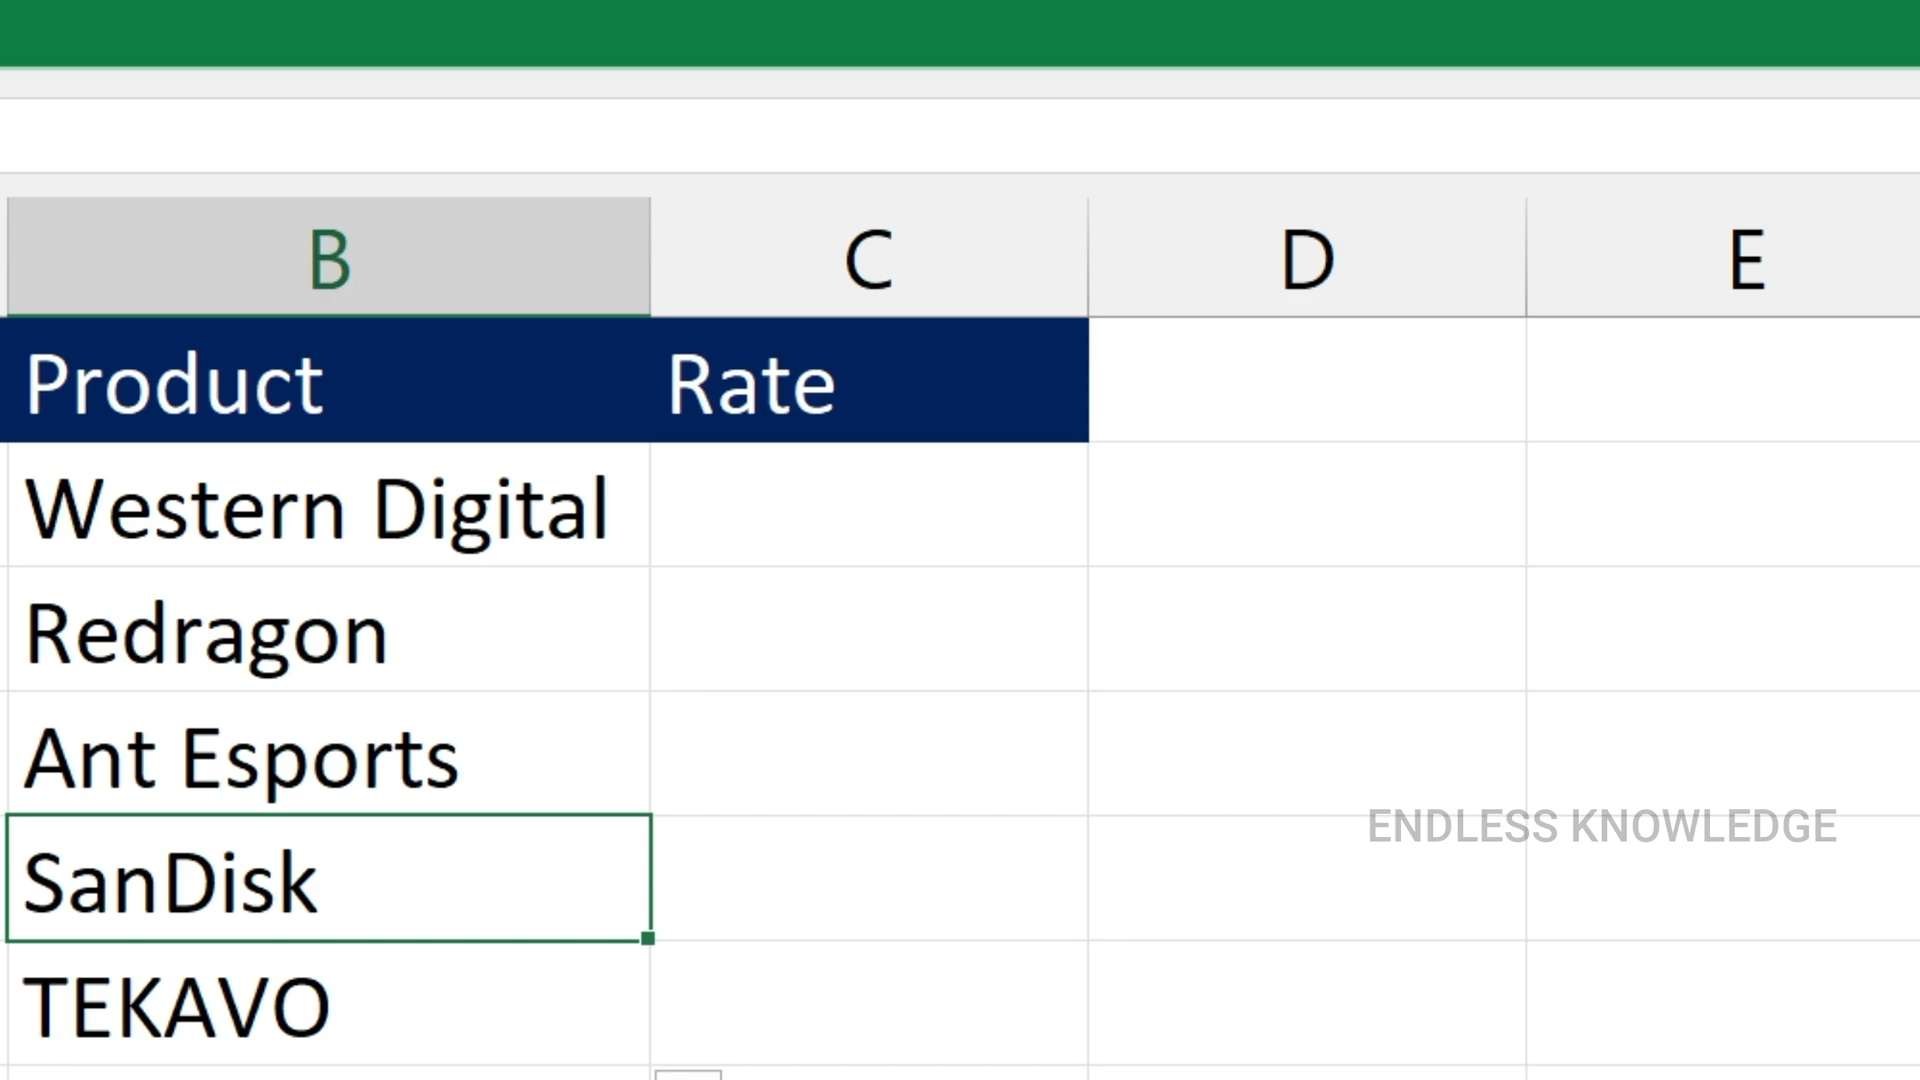 B C D E
Product Rate
Western Digital
Redragon
Ant Esports
ENDLESS KNOWLEDGE
SanDisk
TEKAVO